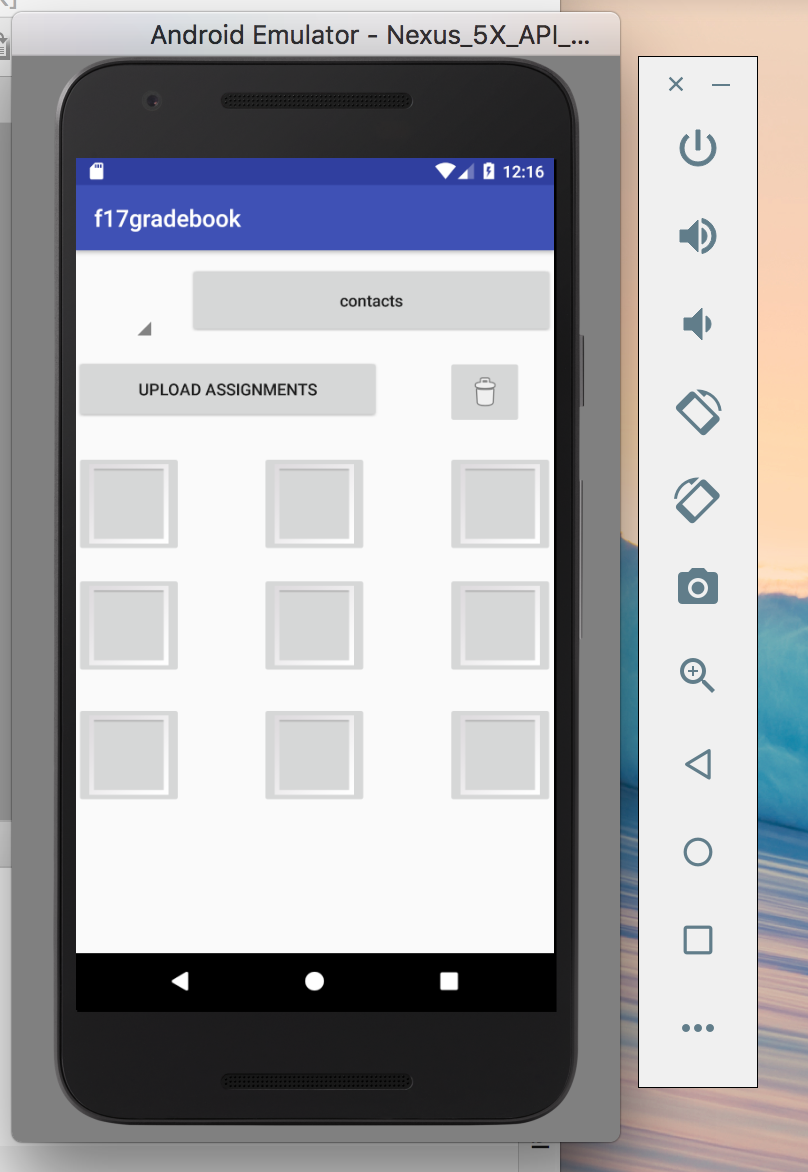 Android Emulator - Nexus_5X_API_...
12:16
f17gradebook
contacts
UPLOAD ASSIGNMENTS